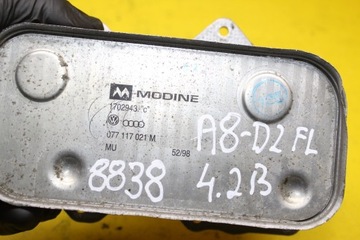 MODINE
1702943 "c"
077 117 021 M
MU 52/98
8838
A8-D2 FL
4.2B